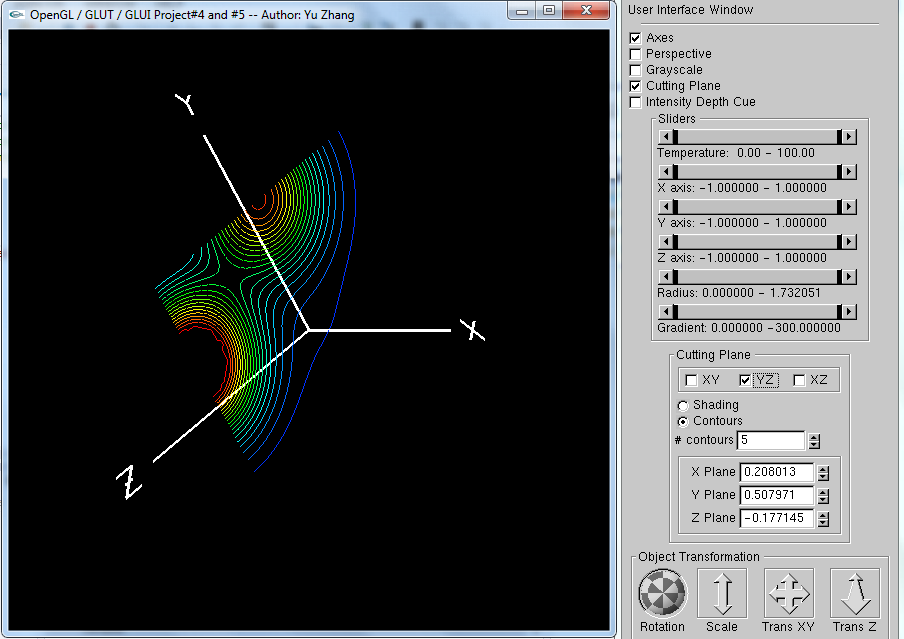 OpenGL / GLUT / GLUI Project#4 and #5 -- Author: Yu Zhang
Y
X
Z
User Interface Window
Axes
Perspective
Grayscale
Cutting Plane
Intensity Depth Cue
Sliders
Temperature: 0.00 - 100.00
X axis: -1.000000 - 1.000000
Y axis: -1.000000 - 1.000000
Z axis: -1.000000 - 1.000000
Radius: 0.000000 - 1.732051
Gradient: 0.000000 -300.000000
Cutting Plane
XY YZ XZ
Shading
Contours
# contours 5
X Plane 0.208013
Y Plane 0.507971
Z Plane -0.177145
Object Transformation
Rotation Scale Trans XY Trans Z